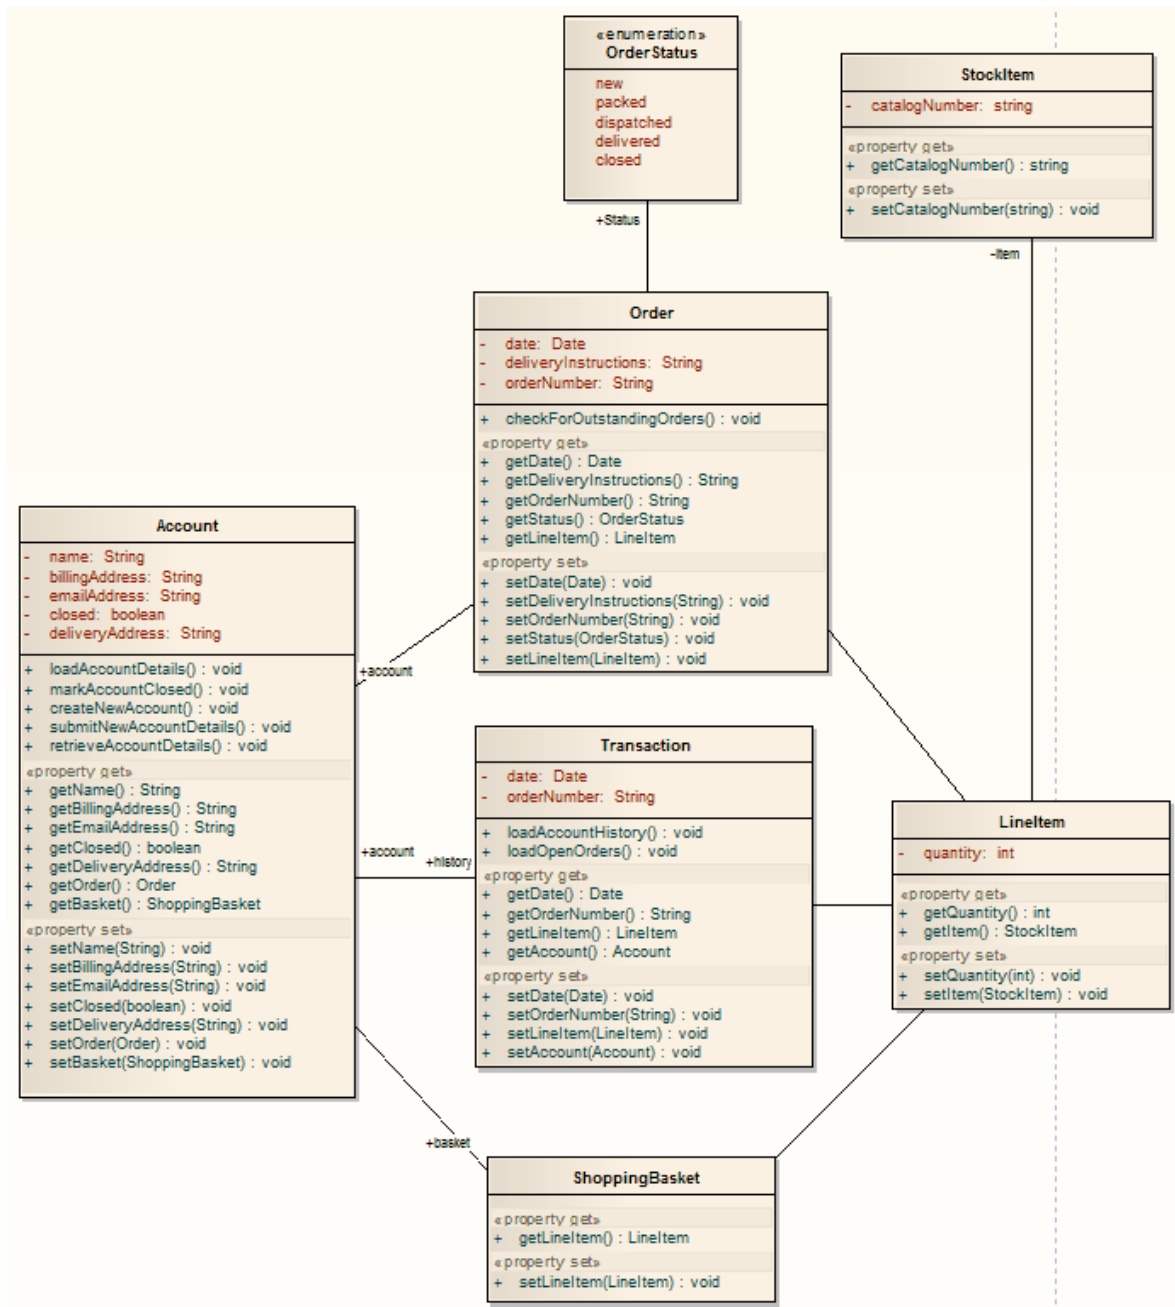 «enumeration»
OrderStatus
new
packed
dispatched
delivered
closed
+Status
StockItem
- catalogNumber: string
«property get»
+ getCatalogNumber() : string
«property set»
+ setCatalogNumber(string) : void
-Item
Order
- date: Date
- deliveryInstructions: String
- orderNumber: String
+ checkForOutstandingOrders() : void
«property get»
+ getDate() : Date
+ getDeliveryInstructions() : String
+ getOrderNumber() : String
+ getStatus() : OrderStatus
+ getLineItem() : LineItem
«property set»
+ setDate(Date) : void
+ setDeliveryInstructions(String) : void
+ setOrderNumber(String) : void
+ setStatus(OrderStatus) : void
+ setLineItem(LineItem) : void
Account
- name: String
- billingAddress: String
- emailAddress: String
- closed: boolean
- deliveryAddress: String
+ loadAccountDetails() : void
+ markAccountClosed() : void
+ createNewAccount() : void
+ submitNewAccountDetails() : void
+ retrieveAccountDetails() : void
«property get»
+ getName() : String
+ getBillingAddress() : String
+ getEmailAddress() : String
+ getClosed() : boolean
+ getDeliveryAddress() : String
+ getOrder() : Order
+ getBasket() : ShoppingBasket
«property set»
+ setName(String) : void
+ setBillingAddress(String) : void
+ setEmailAddress(String) : void
+ setClosed(boolean) : void
+ setDeliveryAddress(String) : void
+ setOrder(Order) : void
+ setBasket(ShoppingBasket) : void
+account
+account
+history
+basket
Transaction
- date: Date
- orderNumber: String
+ loadAccountHistory() : void
+ loadOpenOrders() : void
«property get»
+ getDate() : Date
+ getOrderNumber() : String
+ getLineItem() : LineItem
+ getAccount() : Account
«property set»
+ setDate(Date) : void
+ setOrderNumber(String) : void
+ setLineItem(LineItem) : void
+ setAccount(Account) : void
LineItem
- quantity: int
«property get»
+ getQuantity() : int
+ getItem() : StockItem
«property set»
+ setQuantity(int) : void
+ setItem(StockItem) : void
ShoppingBasket
«property get»
+ getLineItem() : LineItem
«property set»
+ setLineItem(LineItem) : void